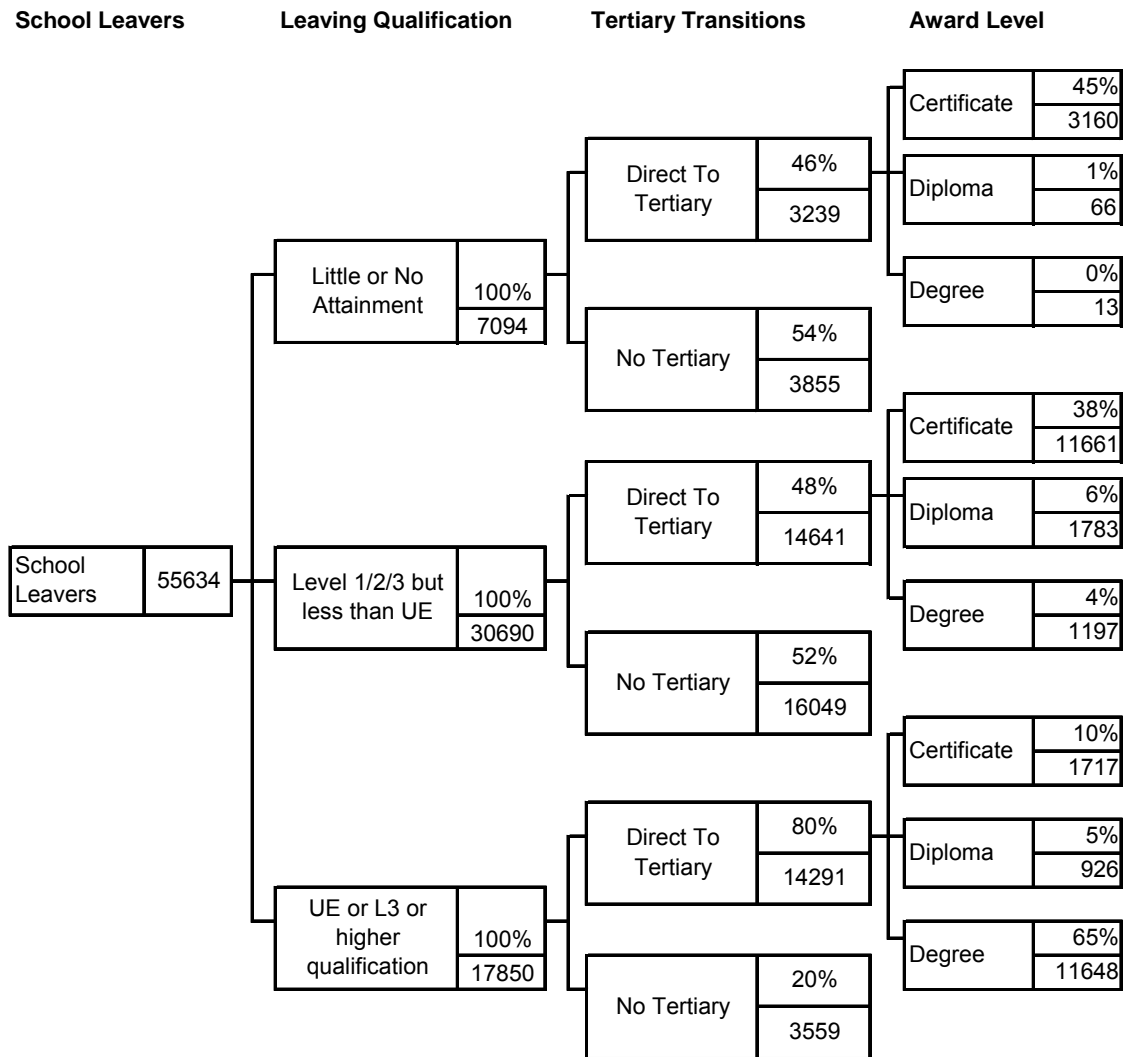 School Leavers Leaving Qualification Tertiary Transitions Award Level
Certificate 45%
3160
Direct To
Tertiary
46%
3239
Diploma 1%
66
Degree 0%
13
Little or No
Attainment
100%
7094
No Tertiary 54%
3855
Certificate 38%
11661
Direct To
Tertiary
48%
14641
Diploma 6%
1783
Degree 4%
1197
School
Leavers
55634
Level 1/2/3 but
less than UE
100%
30690
No Tertiary 52%
16049
Certificate 10%
1717
Direct To
Tertiary
80%
14291
Diploma 5%
926
Degree 65%
11648
UE or L3 or
higher
qualification
100%
17850
No Tertiary 20%
3559